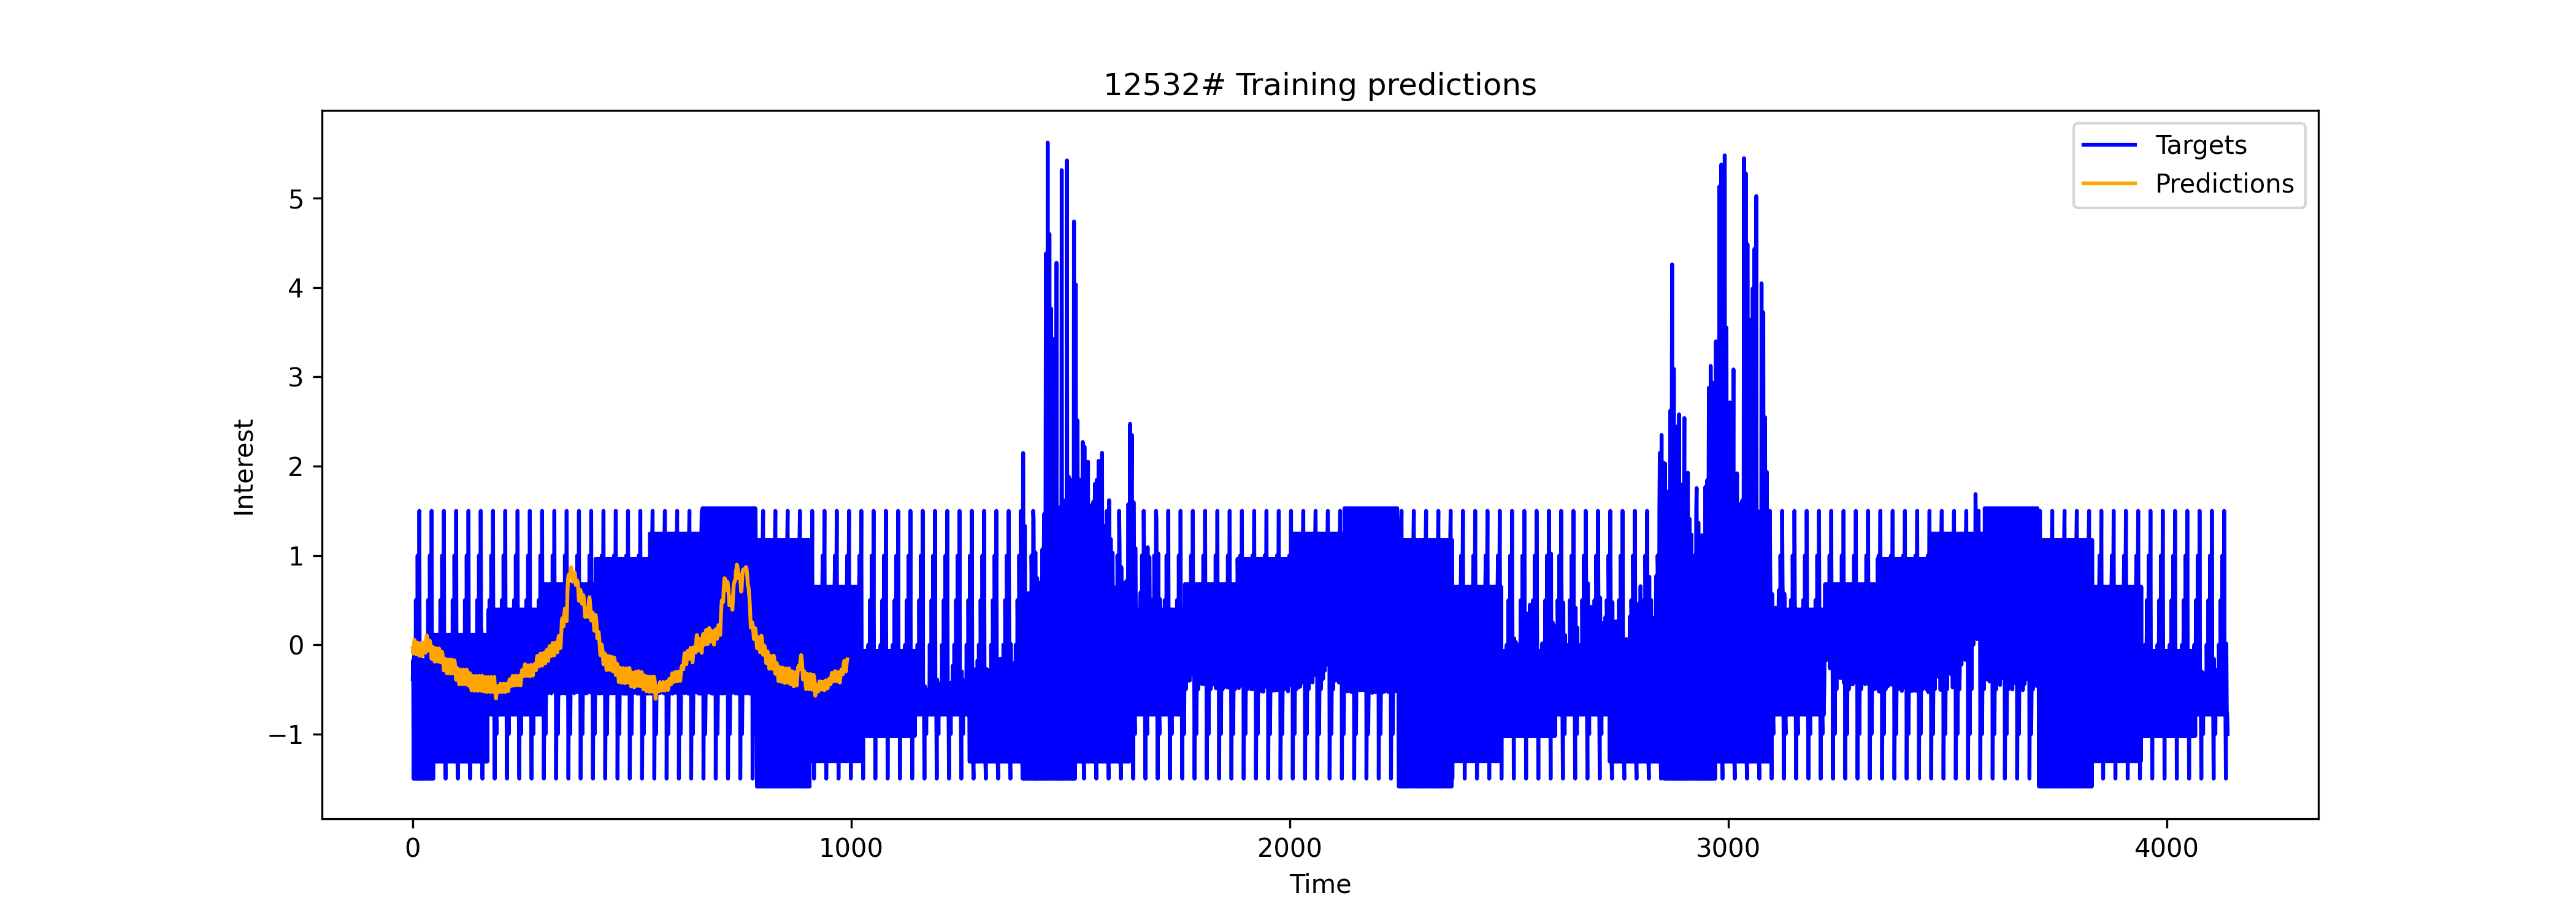 12532# Training predictions
Targets
Predictions
Interest
5
4
3
2
1
0
−1
0 1000 2000 3000 4000
Time